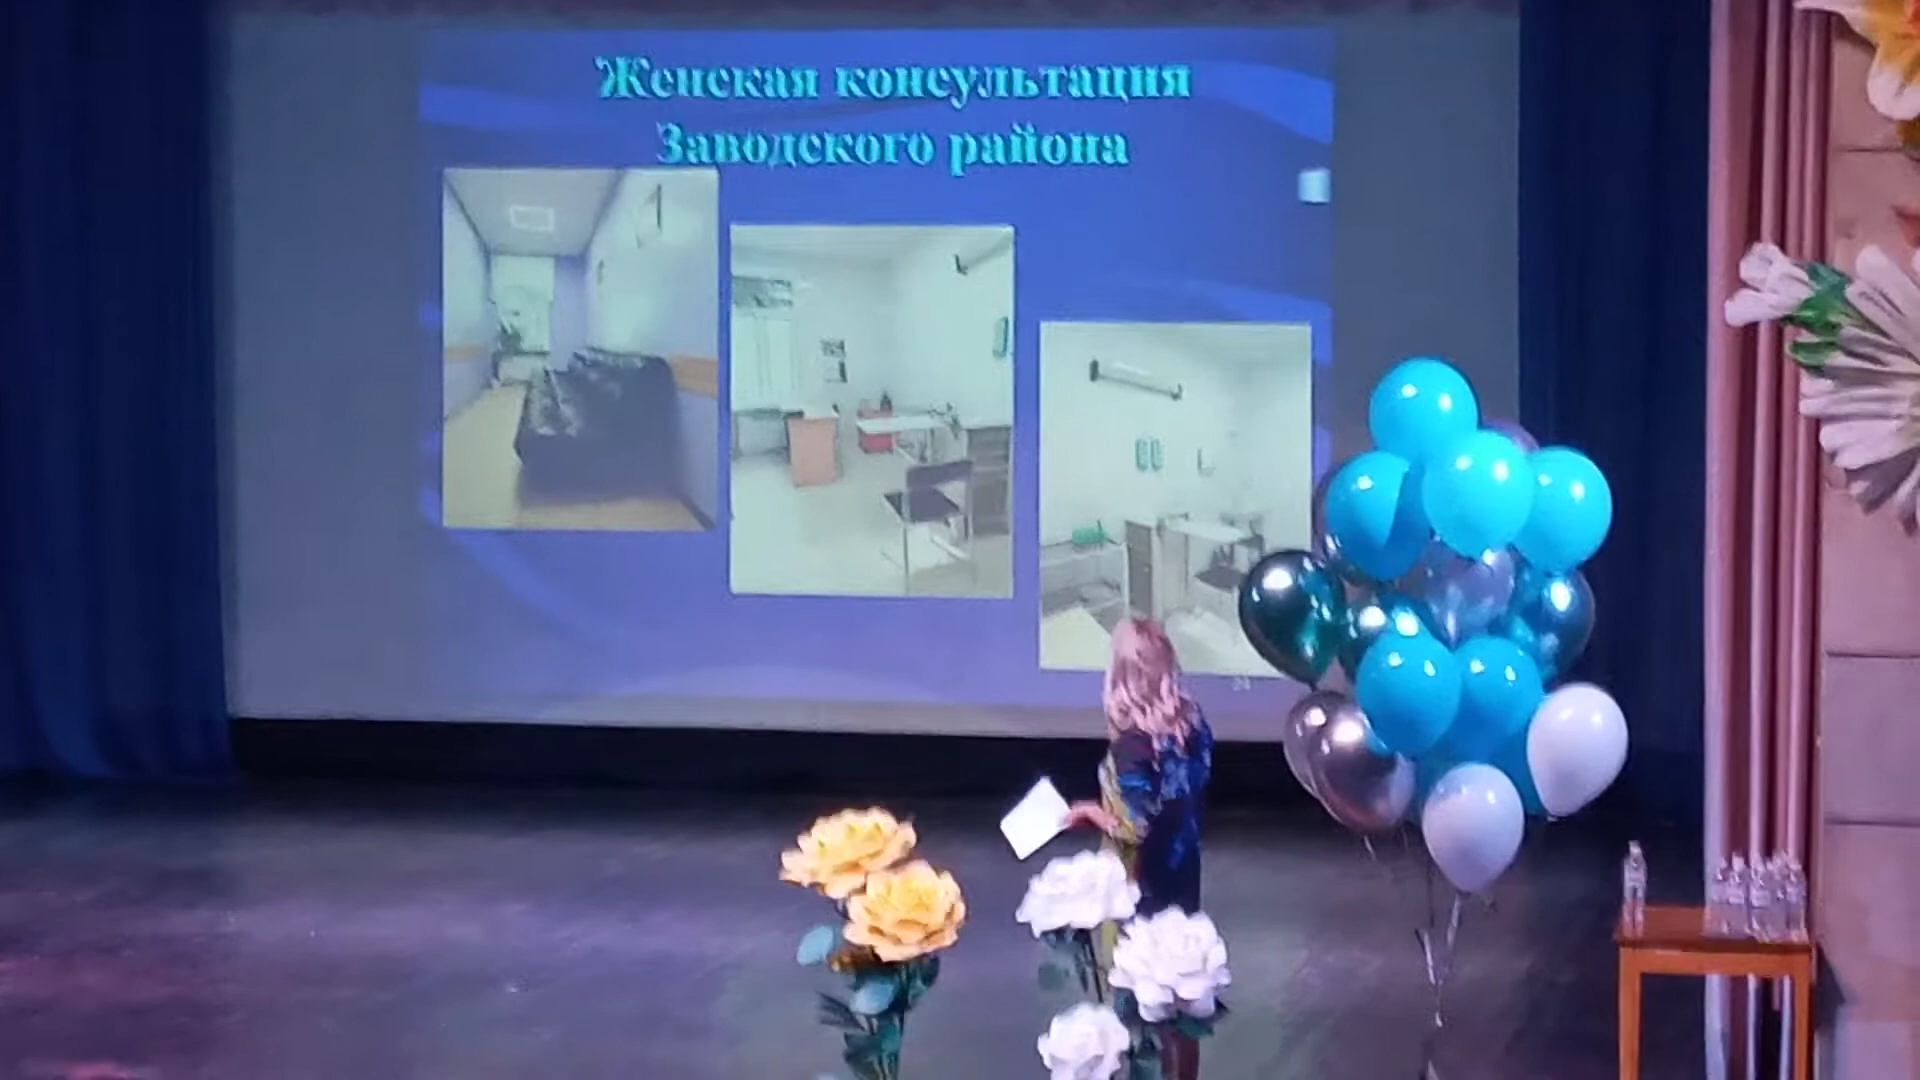 Женская консультация
Заводского района